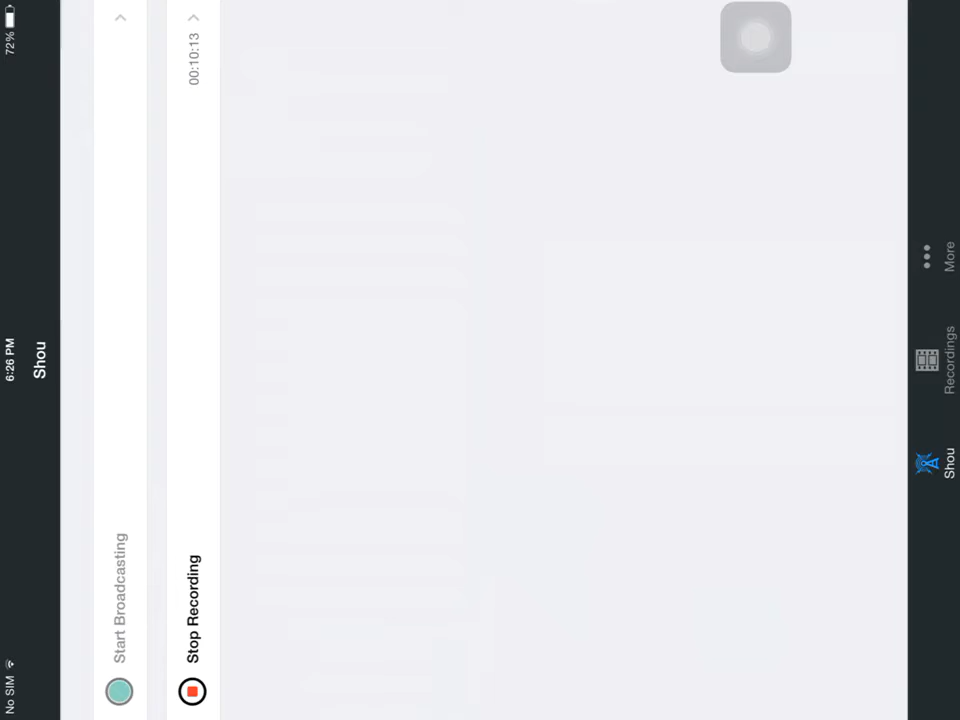 No SIM 6:26 PM 72%
Shou
Start Broadcasting
Stop Recording 00:10:13
Shou Recordings More